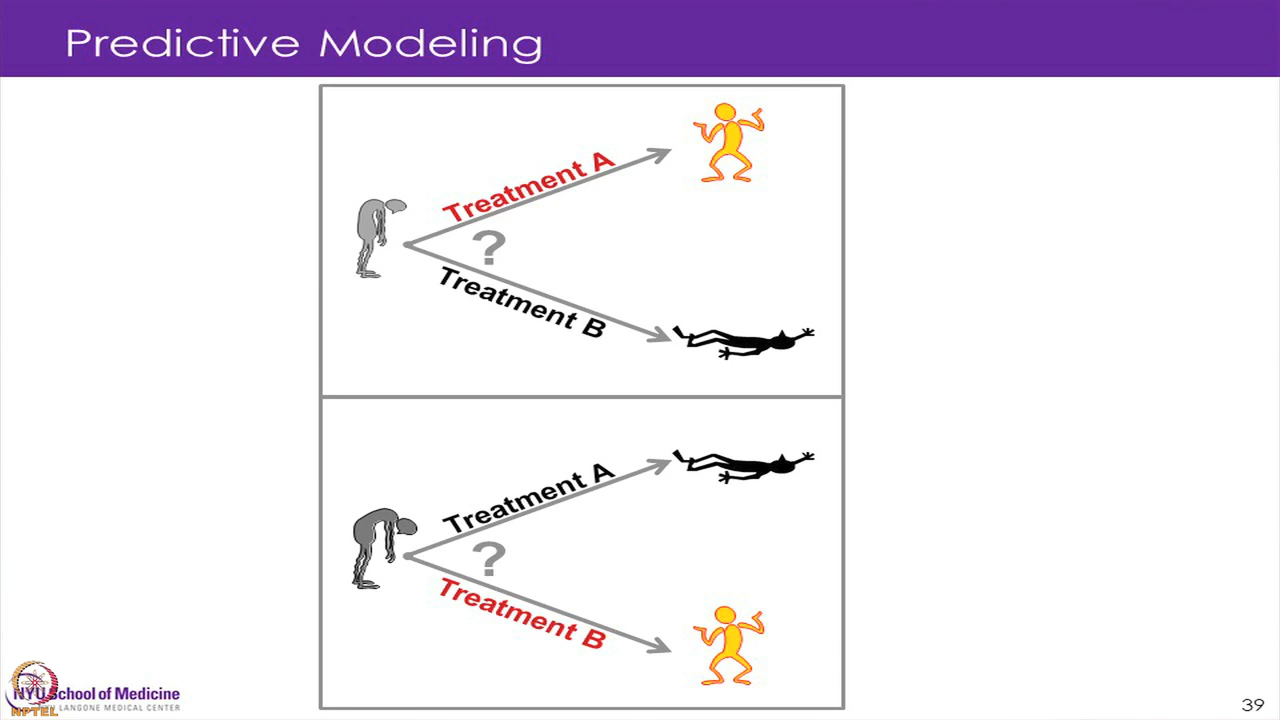 Predictive Modeling
Treatment A
?
Treatment B
Treatment A
?
Treatment B
NYU School of Medicine
LANGONE MEDICAL CENTER
NPTEL
39